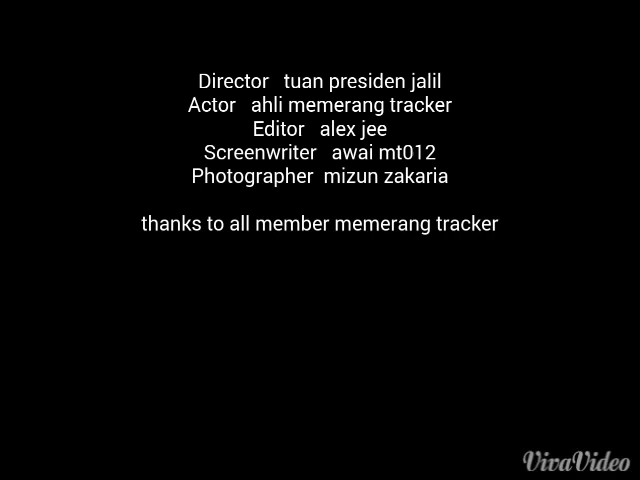 Director tuan presiden jalil
Actor ahli memerang tracker
Editor alex jee
Screenwriter awai mt012
Photographer mizun zakaria
thanks to all member memerang tracker
VivaVideo